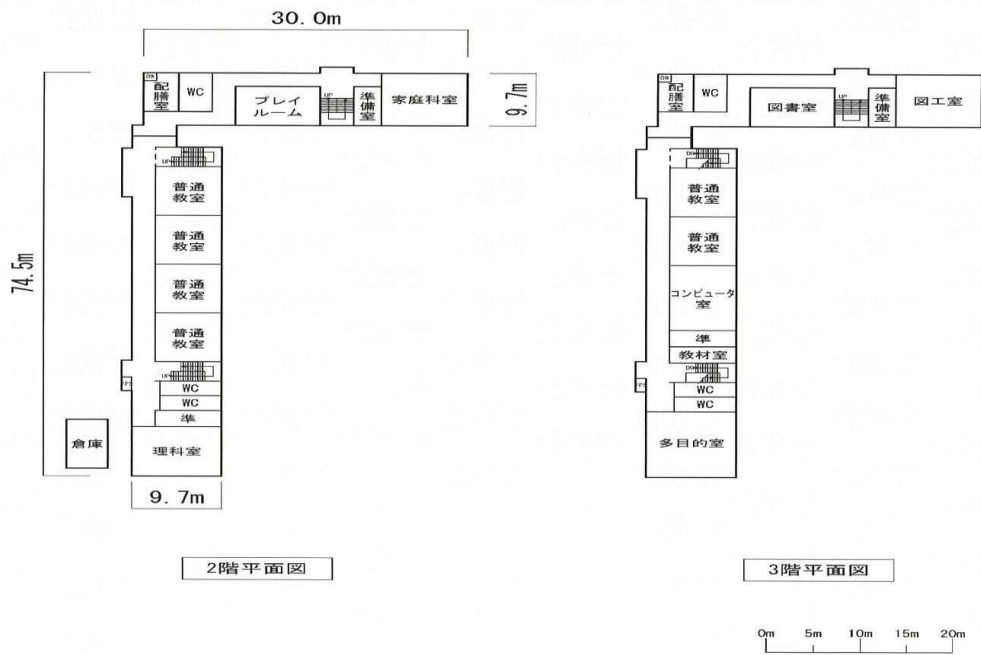 30.0m
DW
配膳室
WC
プレイルーム
UP
準備室
家庭科室
9.7m
74.5m
UP
普通教室
普通教室
普通教室
普通教室
UP
WC
WC
準
理科室
倉庫
9.7m
2階平面図
DW
配膳室
WC
図書室
UP
準備室
図工室
普通教室
普通教室
コンピュータ室
準
教材室
WC
WC
多目的室
3階平面図
0m 5m 10m 15m 20m